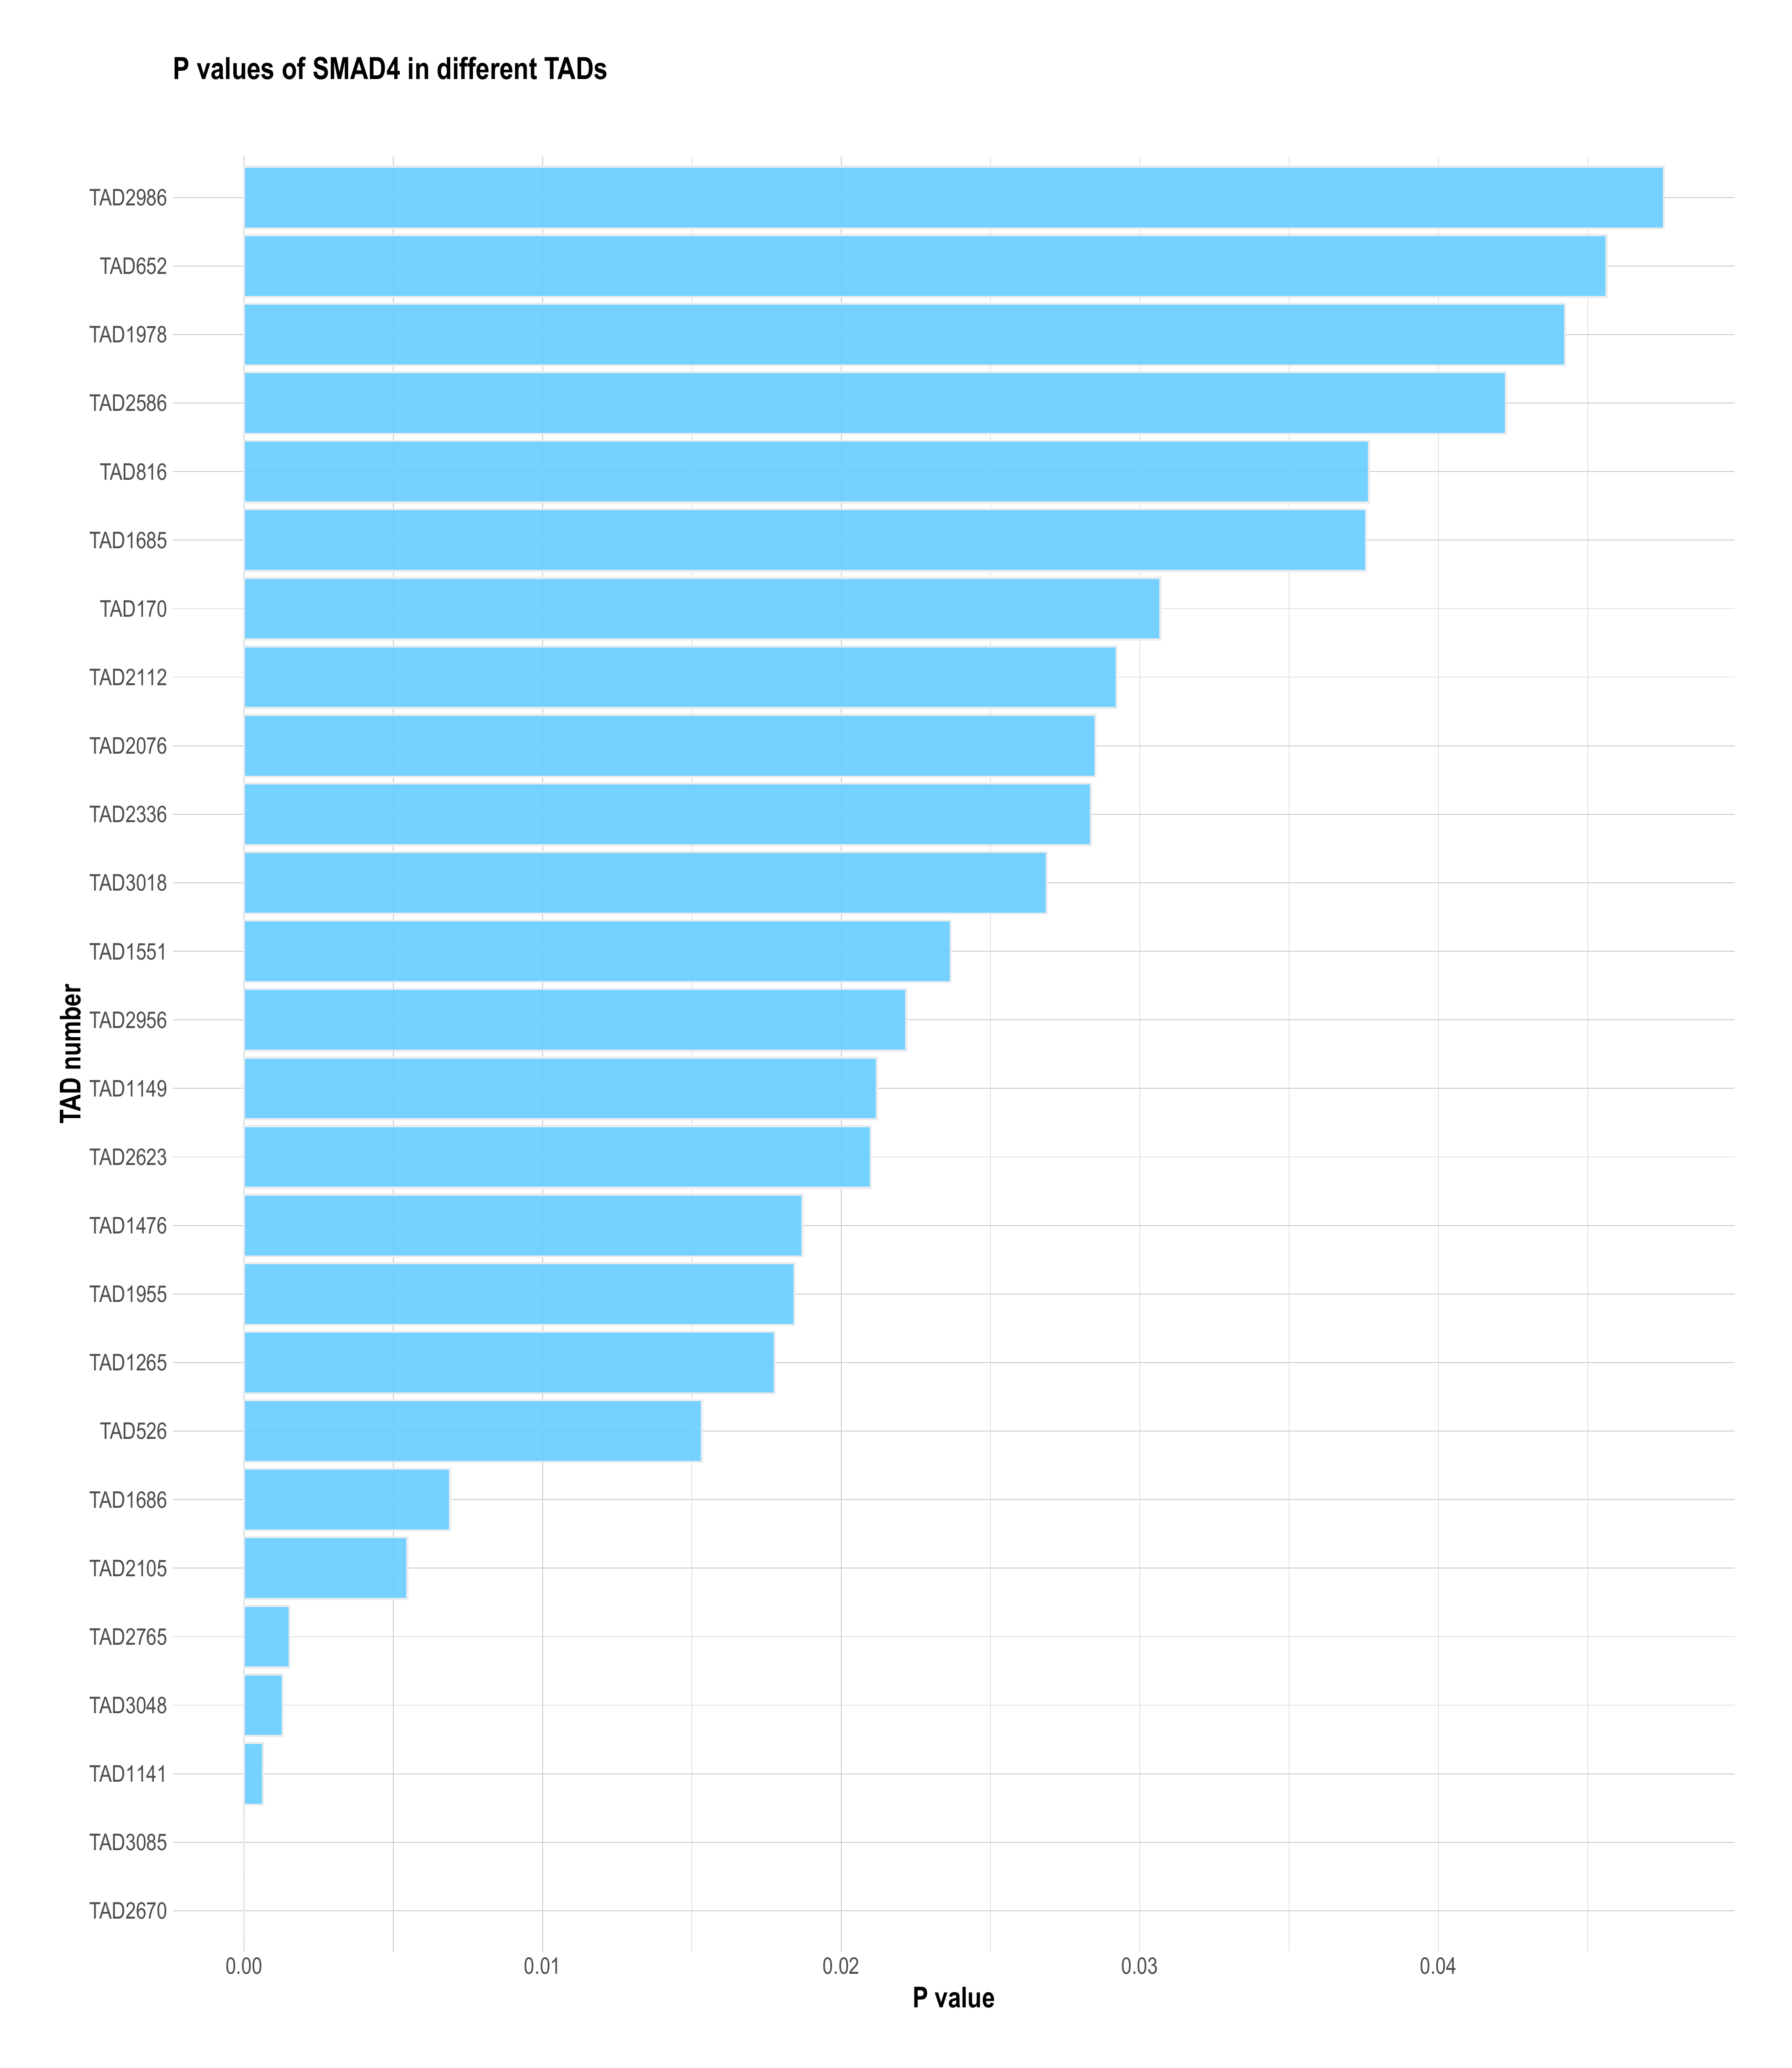 P values of SMAD4 in different TADs
TAD2986
TAD652
TAD1978
TAD2586
TAD816
TAD1685
TAD170
TAD2112
TAD2076
TAD2336
TAD3018
TAD1551
TAD2956
TAD1149
TAD2623
TAD1476
TAD1955
TAD1265
TAD526
TAD1686
TAD2105
TAD2765
TAD3048
TAD1141
TAD3085
TAD2670
TAD number
0.00 0.01 0.02 0.03 0.04
P value